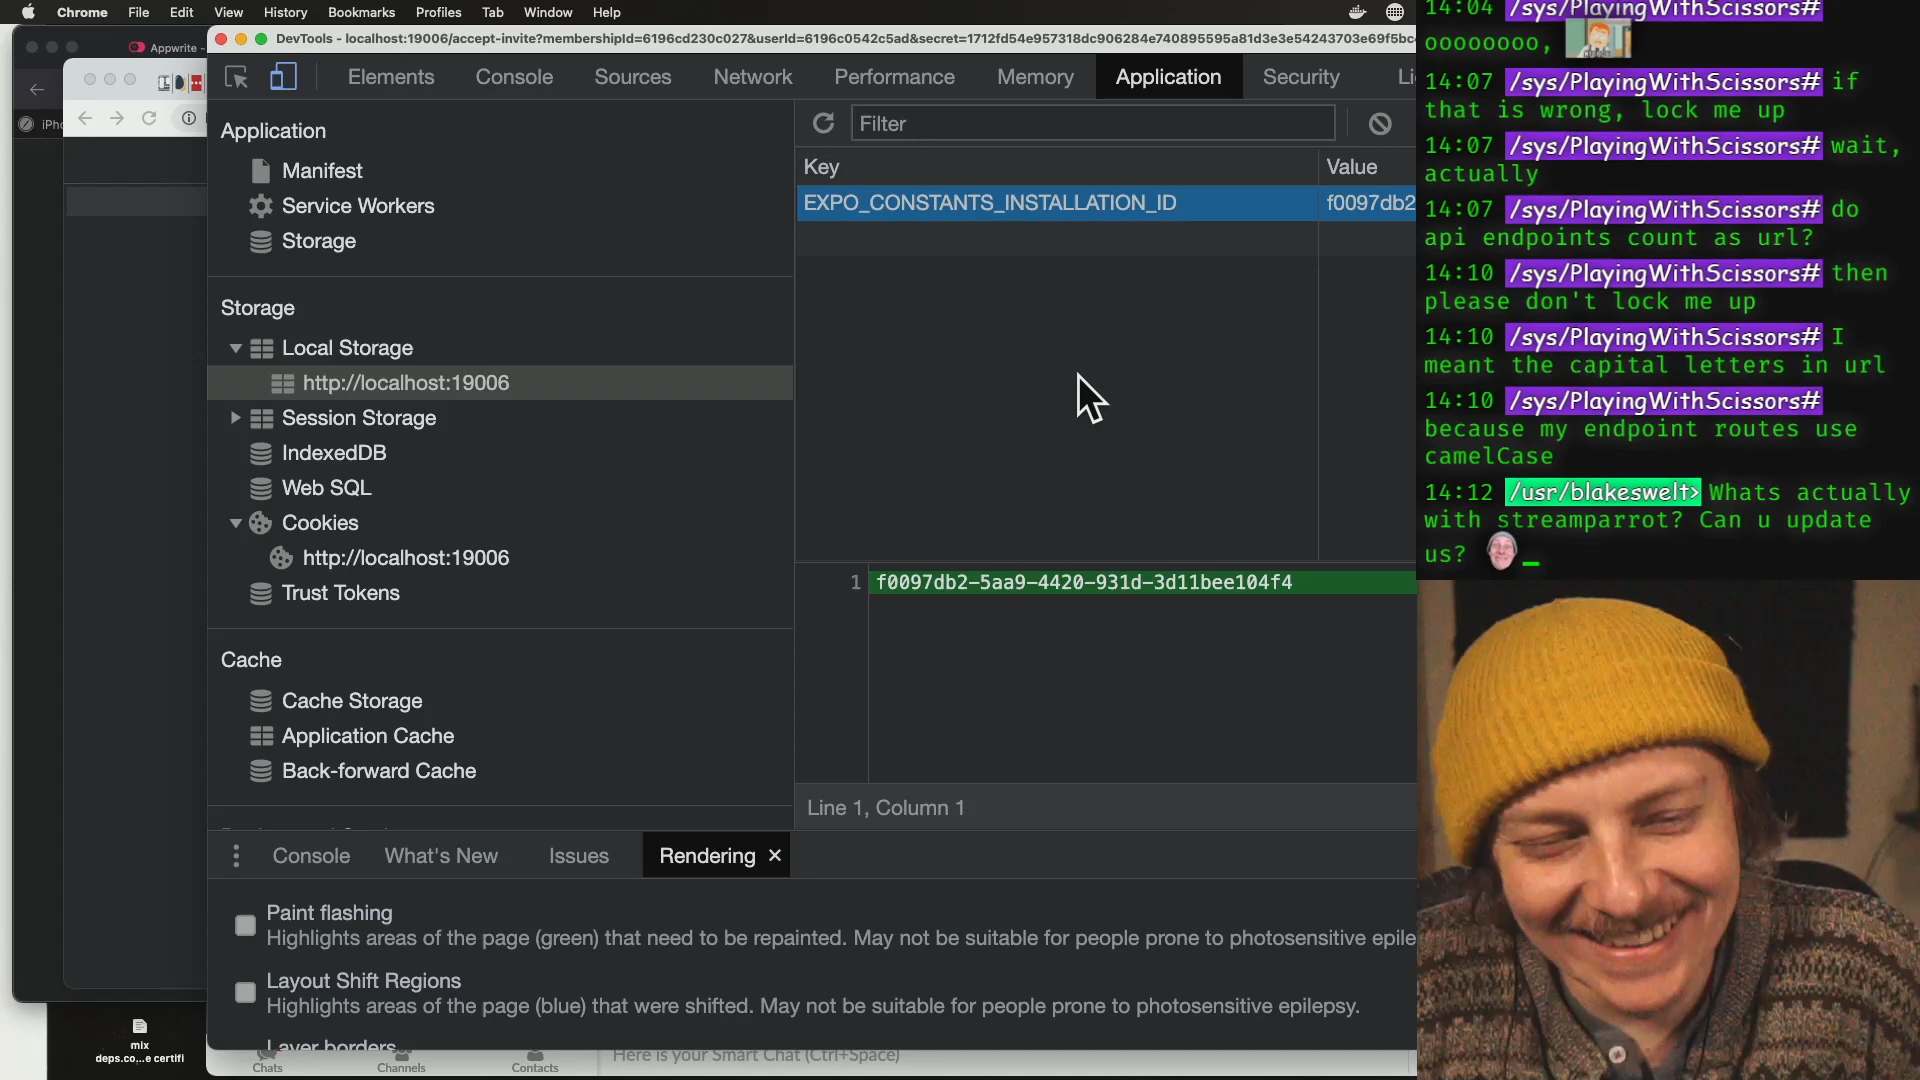 Chrome File Edit View History Bookmarks Profiles Tab Window Help
Appwrite -
DevTools - localhost:19006/accept-invite?membershipId=6196cd230c027&userId=6196c0542c5ad&secret=1712fd54e957318dc906284e740895595a81d3e3e54243703e69f5bc
Elements Console Sources Network Performance Memory Application Security Li
iPho
Application
Manifest
Service Workers
Storage
Storage
Local Storage
http://localhost:19006
Session Storage
IndexedDB
Web SQL
Cookies
http://localhost:19006
Trust Tokens
Cache
Cache Storage
Application Cache
Back-forward Cache
Filter
Key Value
EXPO_CONSTANTS_INSTALLATION_ID f0097db2
1 f0097db2-5aa9-4420-931d-3d11bee104f4
Line 1, Column 1
Console What's New Issues Rendering ×
Paint flashing
Highlights areas of the page (green) that need to be repainted. May not be suitable for people prone to photosensitive epile
Layout Shift Regions
Highlights areas of the page (blue) that were shifted. May not be suitable for people prone to photosensitive epilepsy.
Layer borders
mix
deps.co...e certifi
Chats Channels Contacts
Here is your Smart Chat (Ctrl+Space)
14:04 /sys/PlayingWithScissors#
oooooooo,
14:07 /sys/PlayingWithScissors# if
that is wrong, lock me up
14:07 /sys/PlayingWithScissors# wait,
actually
14:07 /sys/PlayingWithScissors# do
api endpoints count as url?
14:10 /sys/PlayingWithScissors# then
please don't lock me up
14:10 /sys/PlayingWithScissors# I
meant the capital letters in url
14:10 /sys/PlayingWithScissors#
because my endpoint routes use
camelCase
14:12 /usr/blakeswelt> Whats actually
with streamparrot? Can u update
us?